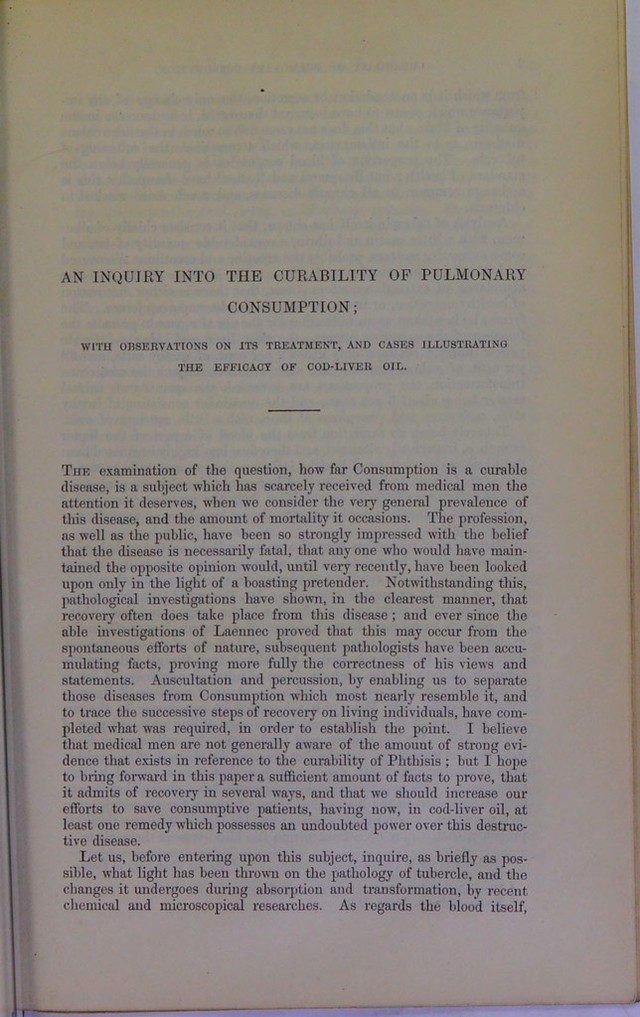 AN INQUIRY INTO THE CURABILITY OF PULMONARY
CONSUMPTION;
WITH OBSERVATIONS ON ITS TREATMENT, AND CASES ILLUSTRATING
THE EFFICACY OF COD-LIVER OIL.
THE examination of the question, how far Consumption is a curable
disease, is a subject which has scarcely received from medical men the
attention it deserves, when we consider the very general prevalence of
this disease, and the amount of mortality it occasions. The profession,
as well as the public, have been so strongly impressed with the belief
that the disease is necessarily fatal, that any one who would have main-
tained the opposite opinion would, until very recently, have been looked
upon only in the light of a boasting pretender. Notwithstanding this,
pathological investigations have shown, in the clearest manner, that
recovery often does take place from this disease; and ever since the
able investigations of Laennec proved that this may occur from the
spontaneous efforts of nature, subsequent pathologists have been accu-
mulating facts, proving more fully the correctness of his views and
statements. Auscultation and percussion, by enabling us to separate
those diseases from Consumption which most nearly resemble it, and
to trace the successive steps of recovery on living individuals, have com-
pleted what was required, in order to establish the point. I believe
that medical men are not generally aware of the amount of strong evi-
dence that exists in reference to the curability of Phthisis; but I hope
to bring forward in this paper a sufficient amount of facts to prove, that
it admits of recovery in several ways, and that we should increase our
efforts to save consumptive patients, having now, in cod-liver oil, at
least one remedy which possesses an undoubted power over this destruc-
tive disease.
Let us, before entering upon this subject, inquire, as briefly as pos-
sible, what light has been thrown on the pathology of tubercle, and the
changes it undergoes during absorption and transformation, by recent
chemical and microscopical researches. As regards the blood itself,